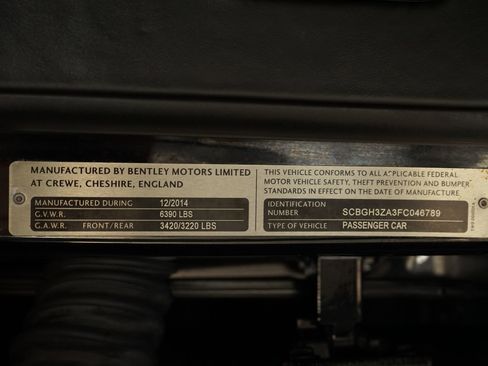 MANUFACTURED BY BENTLEY MOTORS LIMITED
AT CREWE, CHESHIRE, ENGLAND
MANUFACTURED DURING 12/2014
G.V.W.R. 6390 LBS
G.A.W.R. FRONT/REAR 3420/3220 LBS
THIS VEHICLE CONFORMS TO ALL APPLICABLE FEDERAL
MOTOR VEHICLE SAFETY, THEFT PREVENTION AND BUMPER
STANDARDS IN EFFECT ON THE DATE OF MANUFACTURE.
IDENTIFICATION
NUMBER SCBGH3ZA3FC046789
TYPE OF VEHICLE PASSENGER CAR